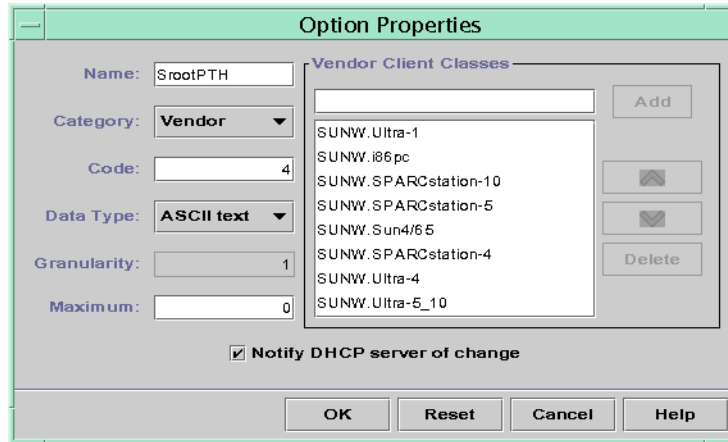 Option Properties
Name: SrootPTH
Category: Vendor
Code: 4
Data Type: ASCII text
Granularity: 1
Maximum: 0
Vendor Client Classes
Add
SUNW.Ultra-1
SUNW.i86pc
SUNW.SPARCstation-10
SUNW.SPARCstation-5
SUNW.Sun4/65
SUNW.SPARCstation-4
SUNW.Ultra-4
SUNW.Ultra-5_10
Delete
Notify DHCP server of change
OK Reset Cancel Help